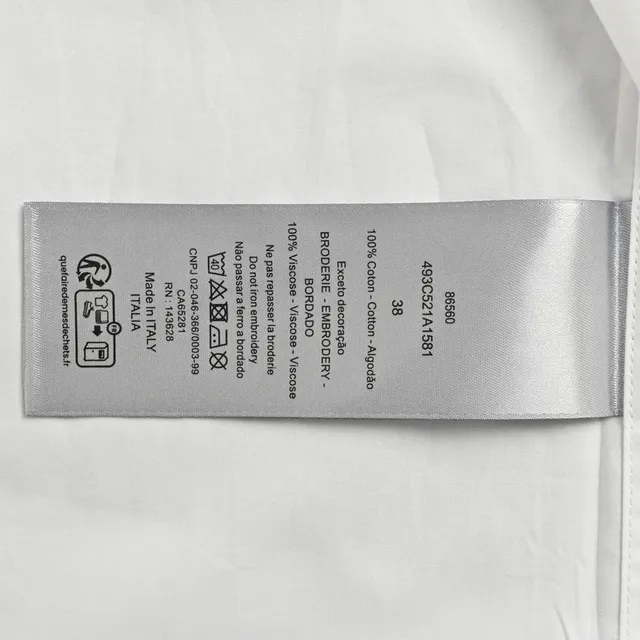 86560
493C521A1581
38
100% Coton - Cotton - Algodão
Exceto decoração
BRODERIE - EMBRODERY -
BORDADO
100% Viscose - Viscose - Viscose
Ne pas repasser la broderie
Do not iron embroidery
Não passar a ferro a bordado
40
CNPJ 02-046-366/0003-99
CA65281
RN: 143628
Made In ITALY
ITALIA
quefairedemesdechets.fr